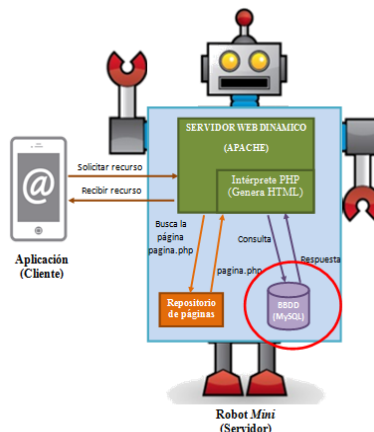 SERVIDOR WEB DINÁMICO
(APACHE)
Intérprete PHP
(Genera HTML)
Solicitar recurso
Recibir recurso
@
Aplicación
(Cliente)
Busca la
página
pagina.php
pagina.php
Consulta
Respuesta
Repositorio
de páginas
BBDD
(MySQL)
Robot Mini
(Servidor)